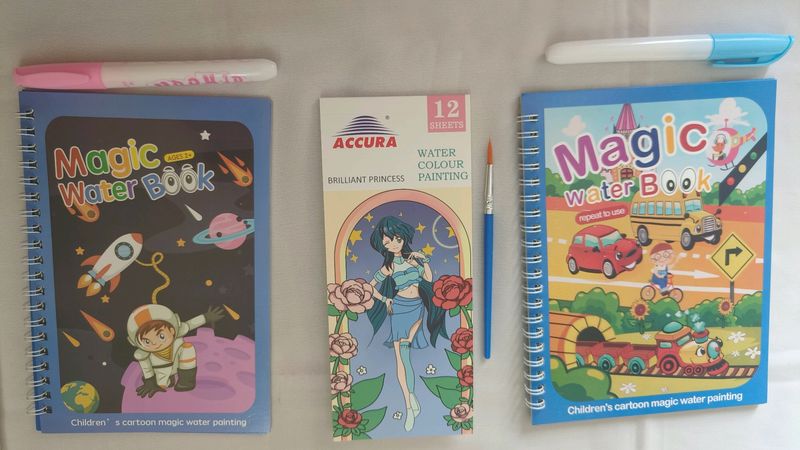 Magic
AGES 3+
Water Book
Children's cartoon magic water painting
12
SHEETS
ACCURA
WATER
COLOUR
PAINTING
BRILLIANT PRINCESS
Magic
water Book
repeat to use
Children's cartoon magic water painting